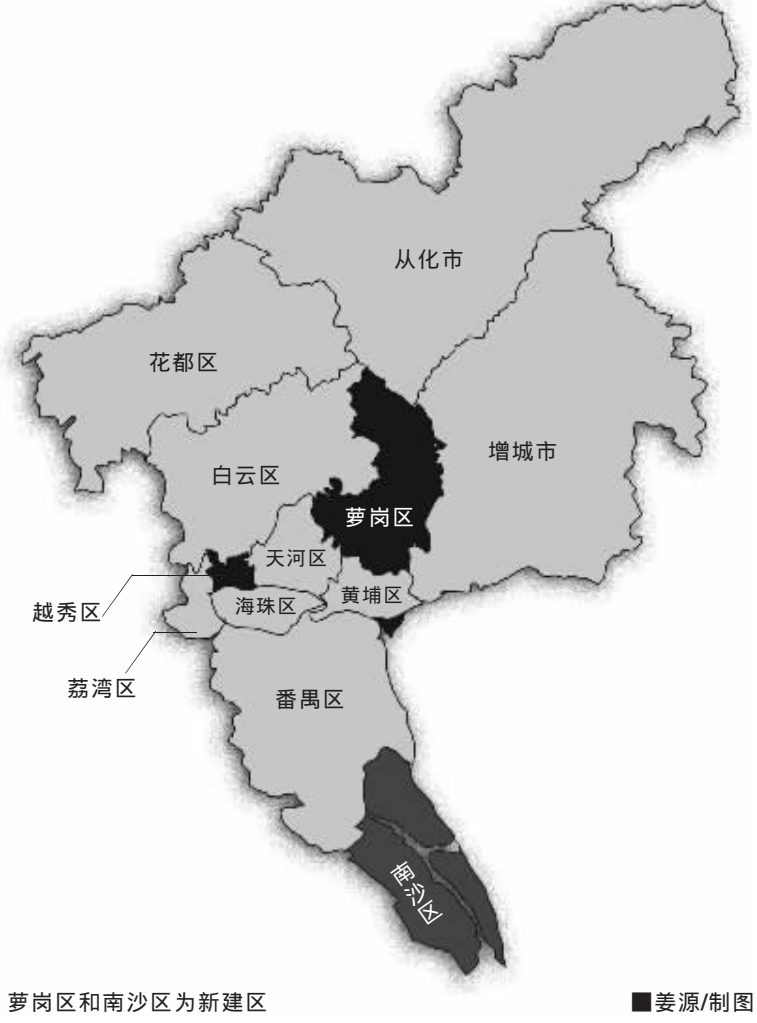 从化市
花都区
增城市
白云区
萝岗区
天河区
越秀区
海珠区
黄埔区
荔湾区
番禺区
南沙区
萝岗区和南沙区为新建区
■姜源/制图